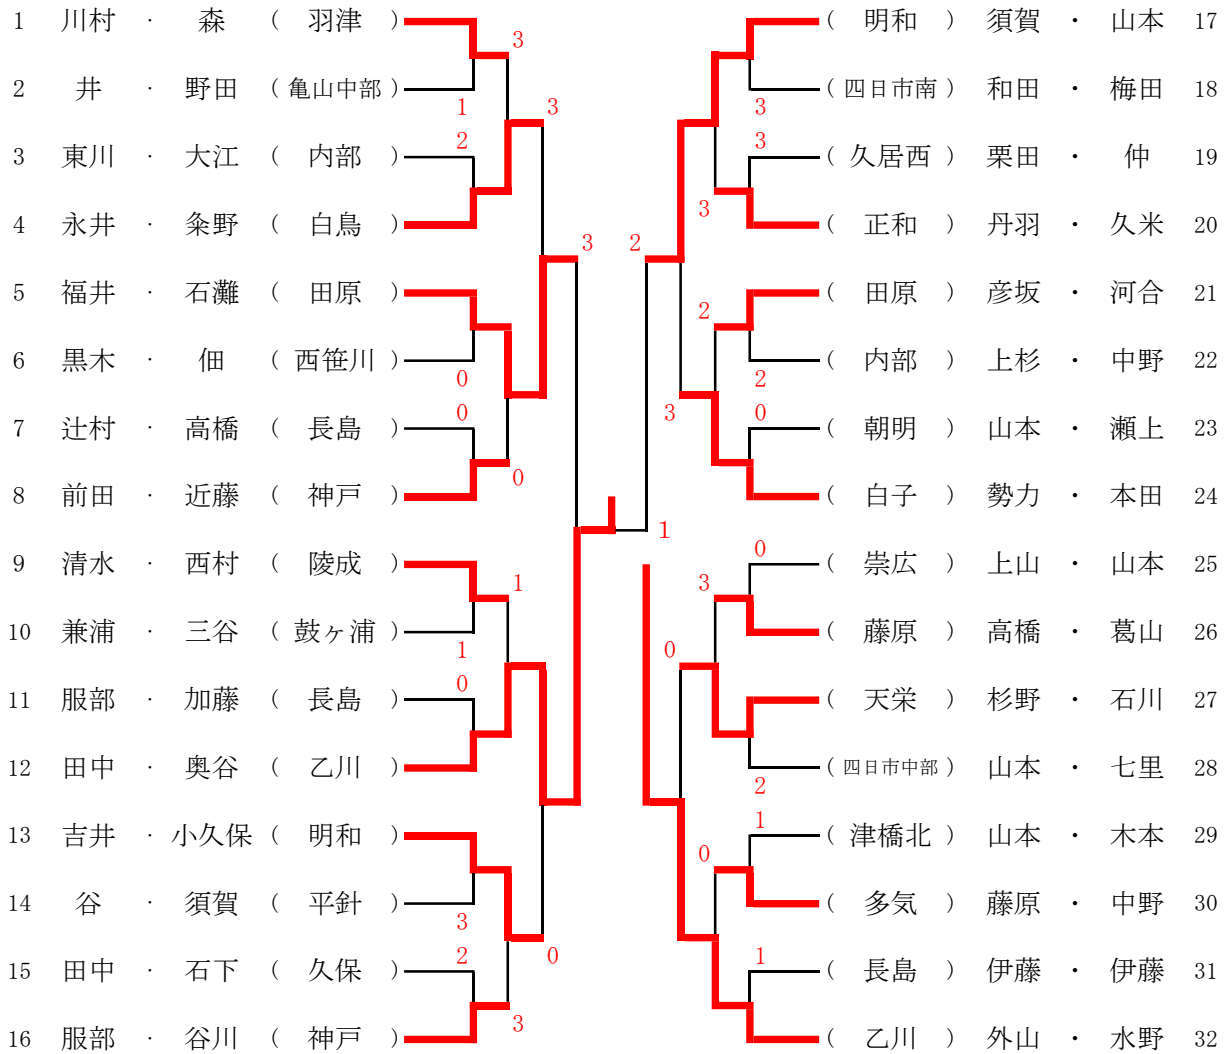 1 川村 · 森 ( 羽津 )
3
2 井 · 野田 ( 亀山中部 )
1
3
3 東川 · 大江 ( 内部 )
2
4 永井 · 粂野 ( 白鳥 )
3
5 福井 · 石灘 ( 田原 )
6 黒木 · 佃 ( 西笹川 )
0
7 辻村 · 高橋 ( 長島 )
0
8 前田 · 近藤 ( 神戸 )
0
9 清水 · 西村 ( 陵成 )
1
10 兼浦 · 三谷 ( 鼓ヶ浦 )
1
11 服部 · 加藤 ( 長島 )
0
12 田中 · 奥谷 ( 乙川 )
13 吉井 · 小久保 ( 明和 )
14 谷 · 須賀 ( 平針 )
3
15 田中 · 石下 ( 久保 )
2
0
16 服部 · 谷川 ( 神戸 )
3
( 明和 ) 須賀 ・ 山本 17
( 四日市南 ) 和田 ・ 梅田 18
3
( 久居西 ) 栗田 ・ 仲 19
3
( 正和 ) 丹羽 ・ 久米 20
3
2
( 田原 ) 彦坂 ・ 河合 21
2
( 内部 ) 上杉 ・ 中野 22
2
( 朝明 ) 山本 ・ 瀬上 23
0
3
( 白子 ) 勢力 ・ 本田 24
1
( 崇広 ) 上山 ・ 山本 25
0
3
( 藤原 ) 高橋 ・ 葛山 26
0
( 天栄 ) 杉野 ・ 石川 27
( 四日市中部 ) 山本 ・ 七里 28
2
( 津橋北 ) 山本 ・ 木本 29
1
0
( 多気 ) 藤原 ・ 中野 30
( 長島 ) 伊藤 ・ 伊藤 31
1
( 乙川 ) 外山 ・ 水野 32